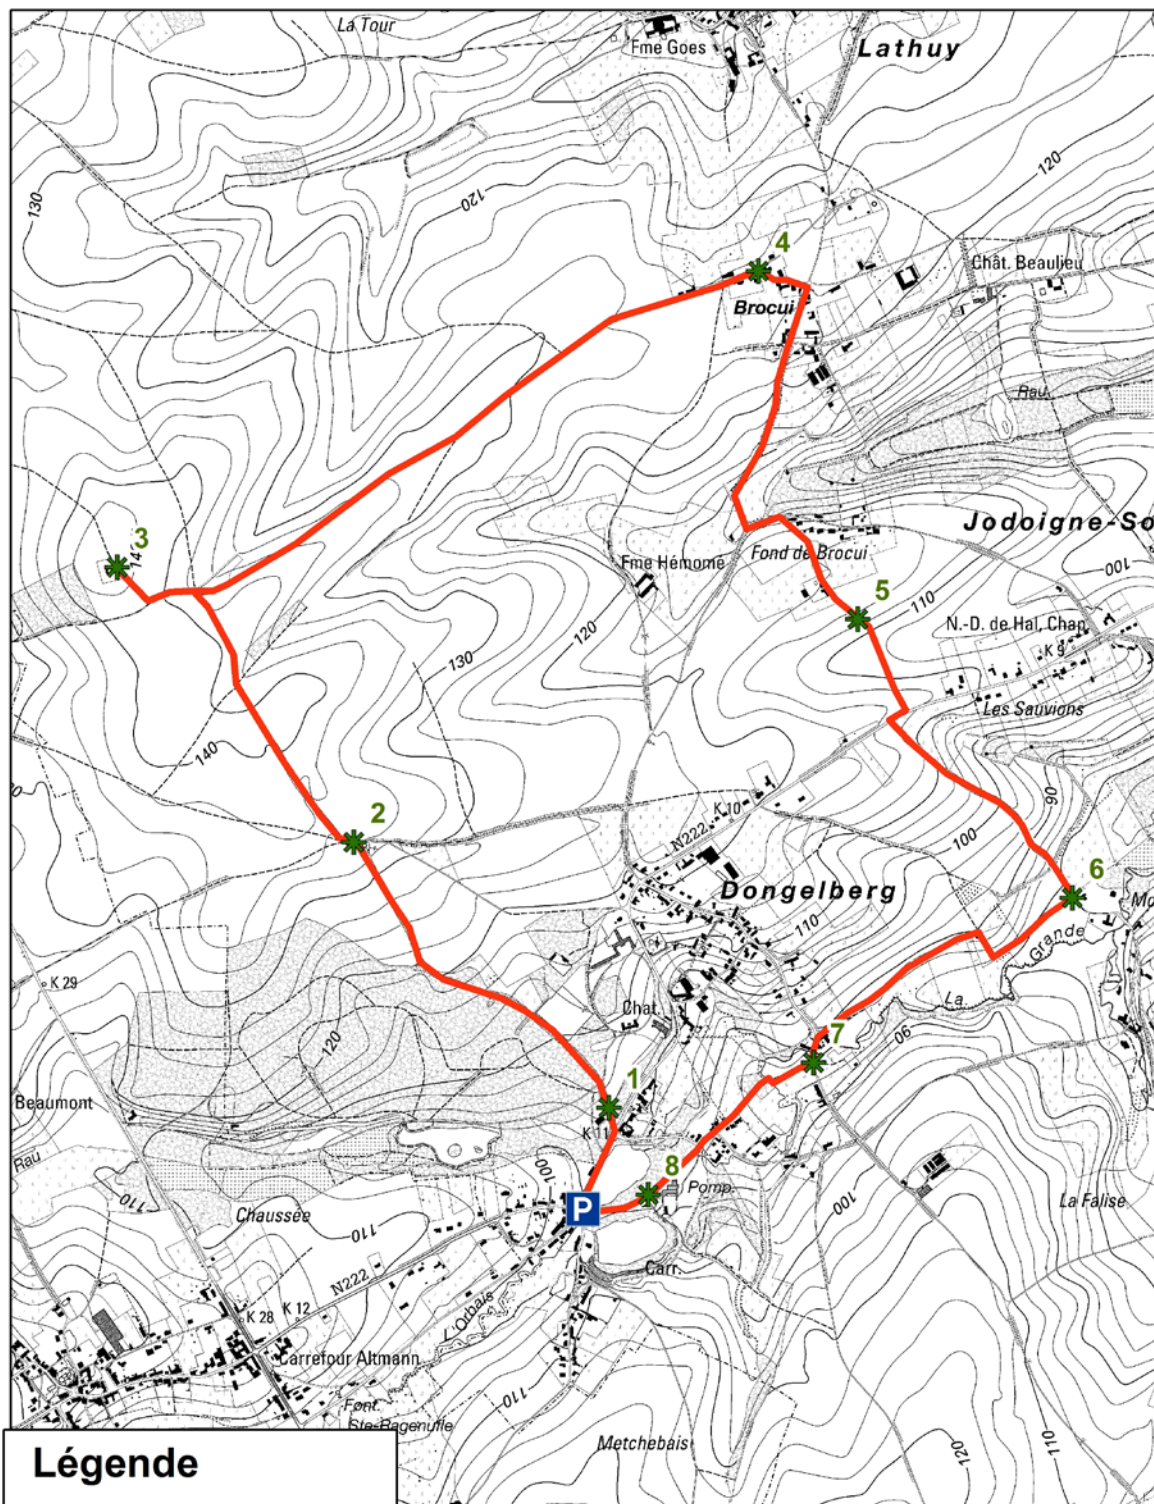 La Tour
Fme Goes
Lathuy
130
120
120
4
Chât. Beaulieu
Brocui
Rau.
3
Jodoigne-So
Fond de Brocui
Fme Hémomé
100
5
110
N.-D. de Hal, Chap.
K 9
120
130
Les Sauvions
140
2
90
K 10
N222
100
6
Dongelberg
110
Mo
Grande
K 29
La
Chat.
7
90
120
1
Beaumont
K 11
Rau
100
8
P
Pomp.
110
Chaussée
110
100
La Falise
N222
Carr.
L'Orbais
K 12
K 28
Carrefour Altmann
Font.
Ste-Ragenufle
110
Metchebais
120
110
Légende